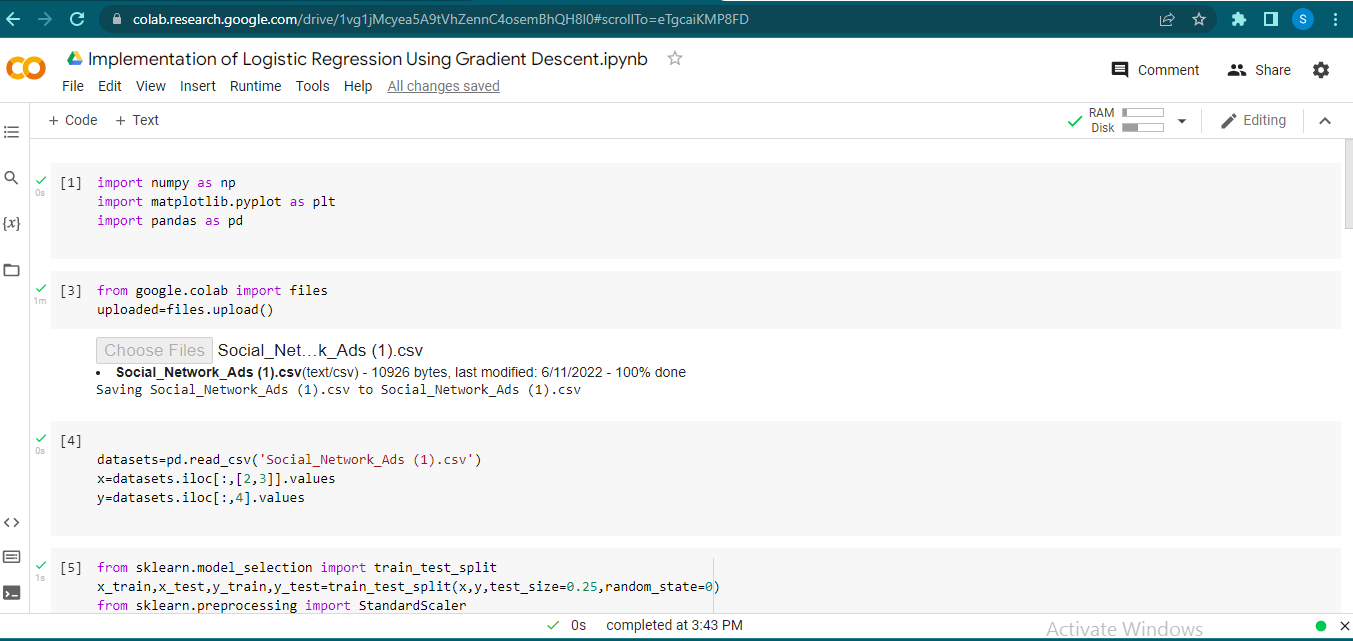 colab.research.google.com/drive/1vg1jMcyea5A9tVhZennC4osemBhQH8l0#scrollTo=eTgcaiKMP8FD
S
CO
Implementation of Logistic Regression Using Gradient Descent.ipynb
File Edit View Insert Runtime Tools Help All changes saved
Comment
Share
+ Code + Text
RAM
Disk
Editing
[1] import numpy as np
0s
import matplotlib.pyplot as plt
import pandas as pd
{x}
[3] from google.colab import files
1m
uploaded=files.upload()
Choose Files Social_Net...k_Ads (1).csv
• Social_Network_Ads (1).csv(text/csv) - 10926 bytes, last modified: 6/11/2022 - 100% done
Saving Social_Network_Ads (1).csv to Social_Network_Ads (1).csv
[4]
0s
datasets=pd.read_csv('Social_Network_Ads (1).csv')
x=datasets.iloc[:,[2,3]].values
y=datasets.iloc[:,4].values
[5] from sklearn.model_selection import train_test_split
1s
x_train,x_test,y_train,y_test=train_test_split(x,y,test_size=0.25,random_state=0)
from sklearn.preprocessing import StandardScaler
0s completed at 3:43 PM
Activate Windows